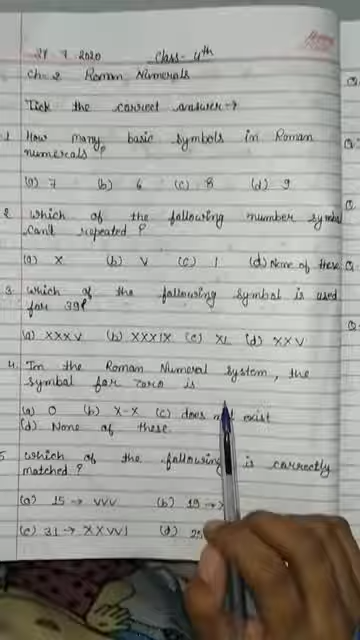 7.2020 Class- 4th
Ch. 2 Roman Numerals
Tick the correct answer→
1 How many basic symbols in Roman
numerals ?
(a) 7 (b) 6 (c) 8 (d) 9
2 Which of the following number symbol
can't repeated ?
(a) X (b) V (c) I (d) None of these
3. Which of the following symbol is used
for 39?
(a) XXXV (b) XXXIX (c) XL (d) XXV
4. In the Roman Numeral system, the
symbol for zero is
(a) 0 (b) X-X (c) does exist
(d) None of these
5 Which of the following is correctly
matched ?
(a) 15 → VVV (b) 19 →
(c) 31 → XXVVI (d)